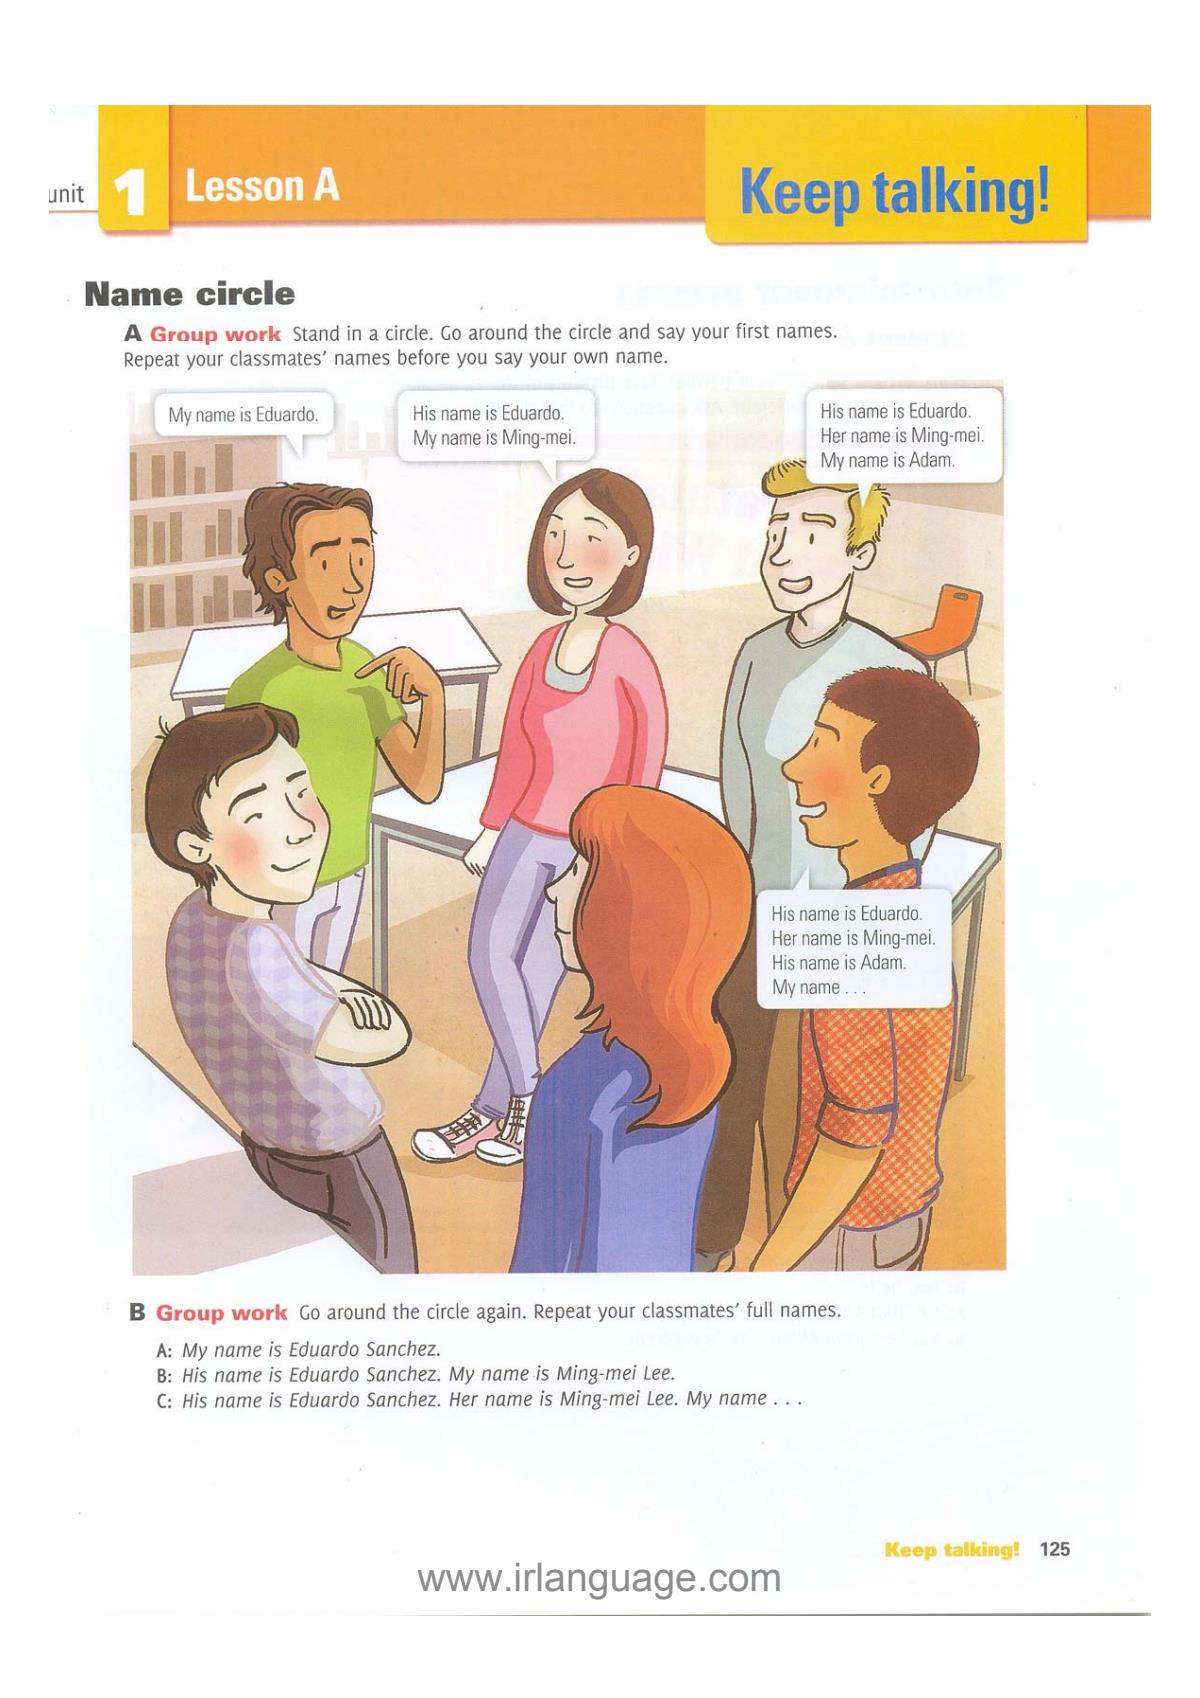 unit 1 Lesson A
Keep talking!
Name circle
A Group work Stand in a circle. Go around the circle and say your first names.
Repeat your classmates' names before you say your own name.
My name is Eduardo.
His name is Eduardo.
My name is Ming-mei.
His name is Eduardo.
Her name is Ming-mei.
My name is Adam.
His name is Eduardo.
Her name is Ming-mei.
His name is Adam.
My name . . .
B Group work Go around the circle again. Repeat your classmates' full names.
A: My name is Eduardo Sanchez.
B: His name is Eduardo Sanchez. My name is Ming-mei Lee.
C: His name is Eduardo Sanchez. Her name is Ming-mei Lee. My name . . .
Keep talking! 125
www.irlanguage.com